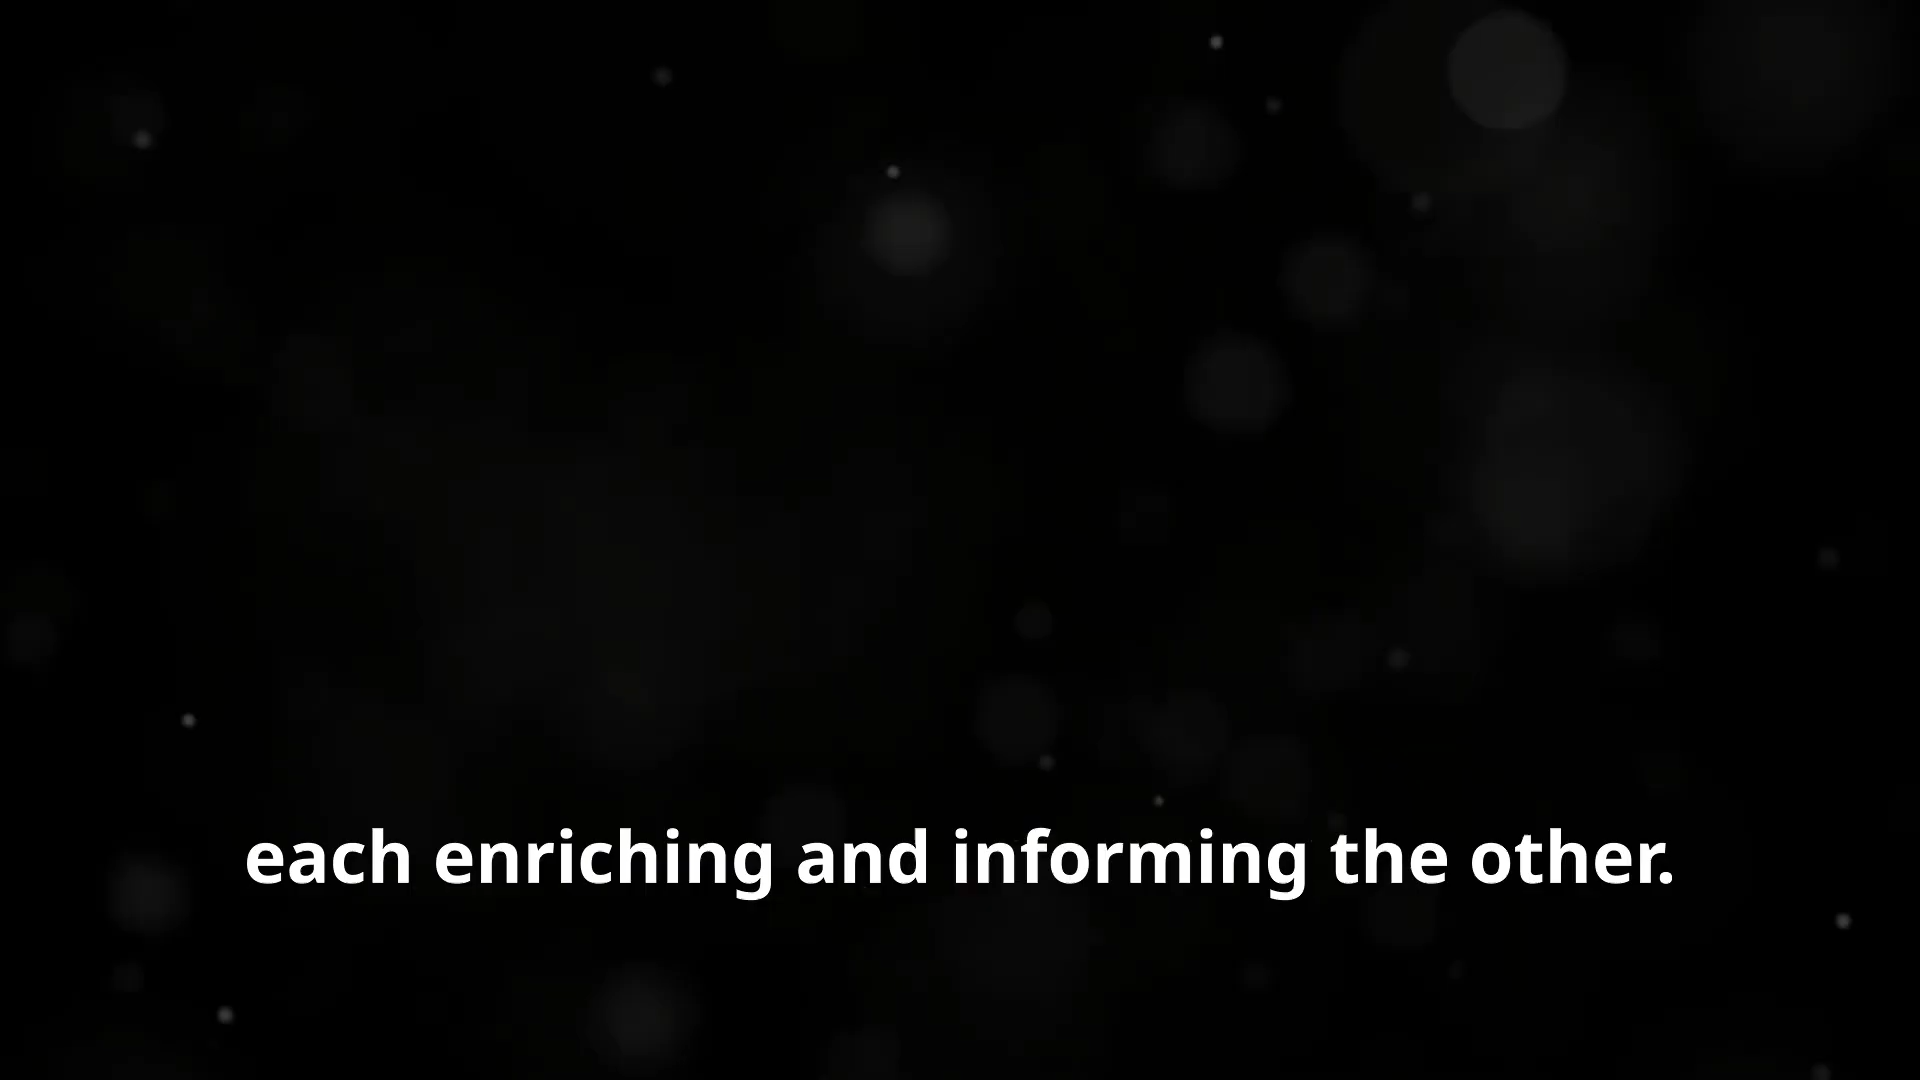 each enriching and informing the other.